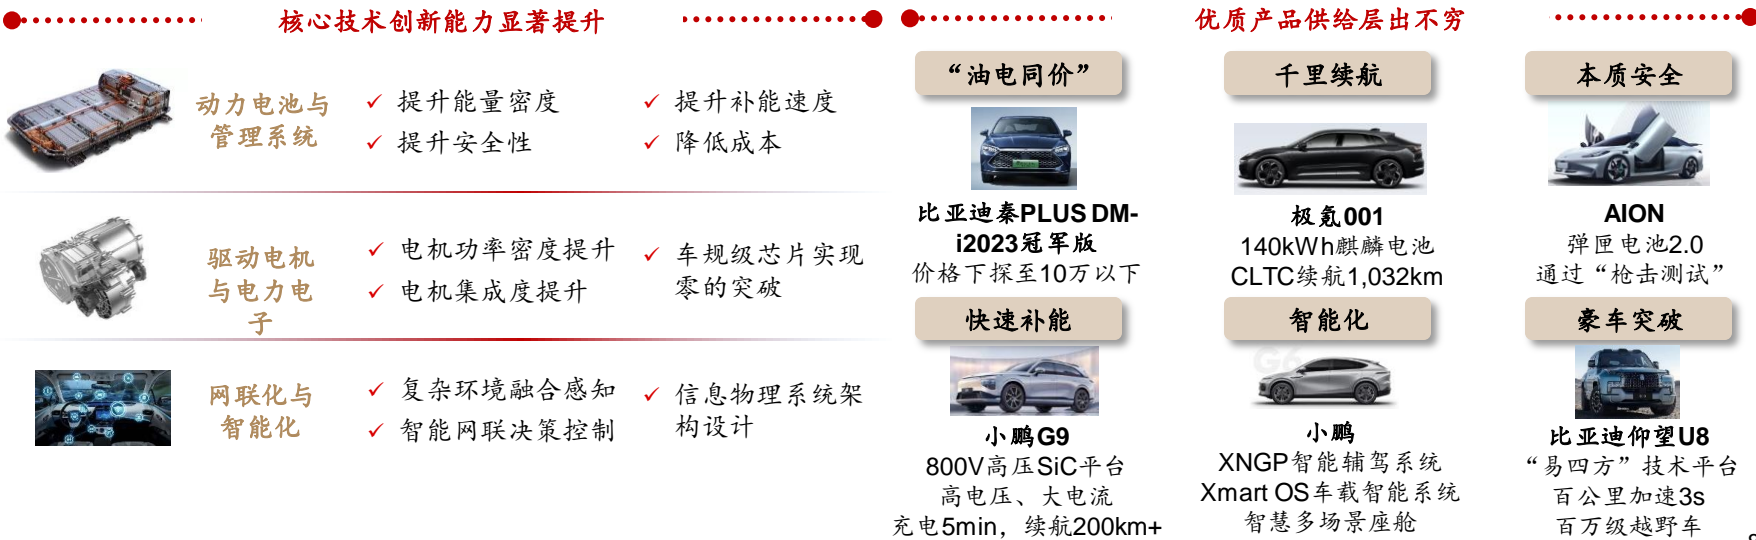 核心技术创新能力显著提升
动力电池与
管理系统
✓ 提升能量密度
✓ 提升安全性
✓ 提升补能速度
✓ 降低成本
驱动电机
与电力电
子
✓ 电机功率密度提升
✓ 电机集成度提升
✓ 车规级芯片实现
零的突破
网联化与
智能化
✓ 复杂环境融合感知
✓ 智能网联决策控制
✓ 信息物理系统架
构设计
优质产品供给层出不穷
“油电同价”
比亚迪秦PLUS DM-
i2023冠军版
价格下探至10万以下
千里续航
极氪001
140kWh麒麟电池
CLTC续航1,032km
本质安全
AION
弹匣电池2.0
通过“枪击测试”
快速补能
小鹏G9
800V高压SiC平台
高电压、大电流
充电5min，续航200km+
智能化
G6
小鹏
XNGP智能辅驾系统
Xmart OS车载智能系统
智慧多场景座舱
豪车突破
比亚迪仰望U8
“易四方”技术平台
百公里加速3s
百万级越野车